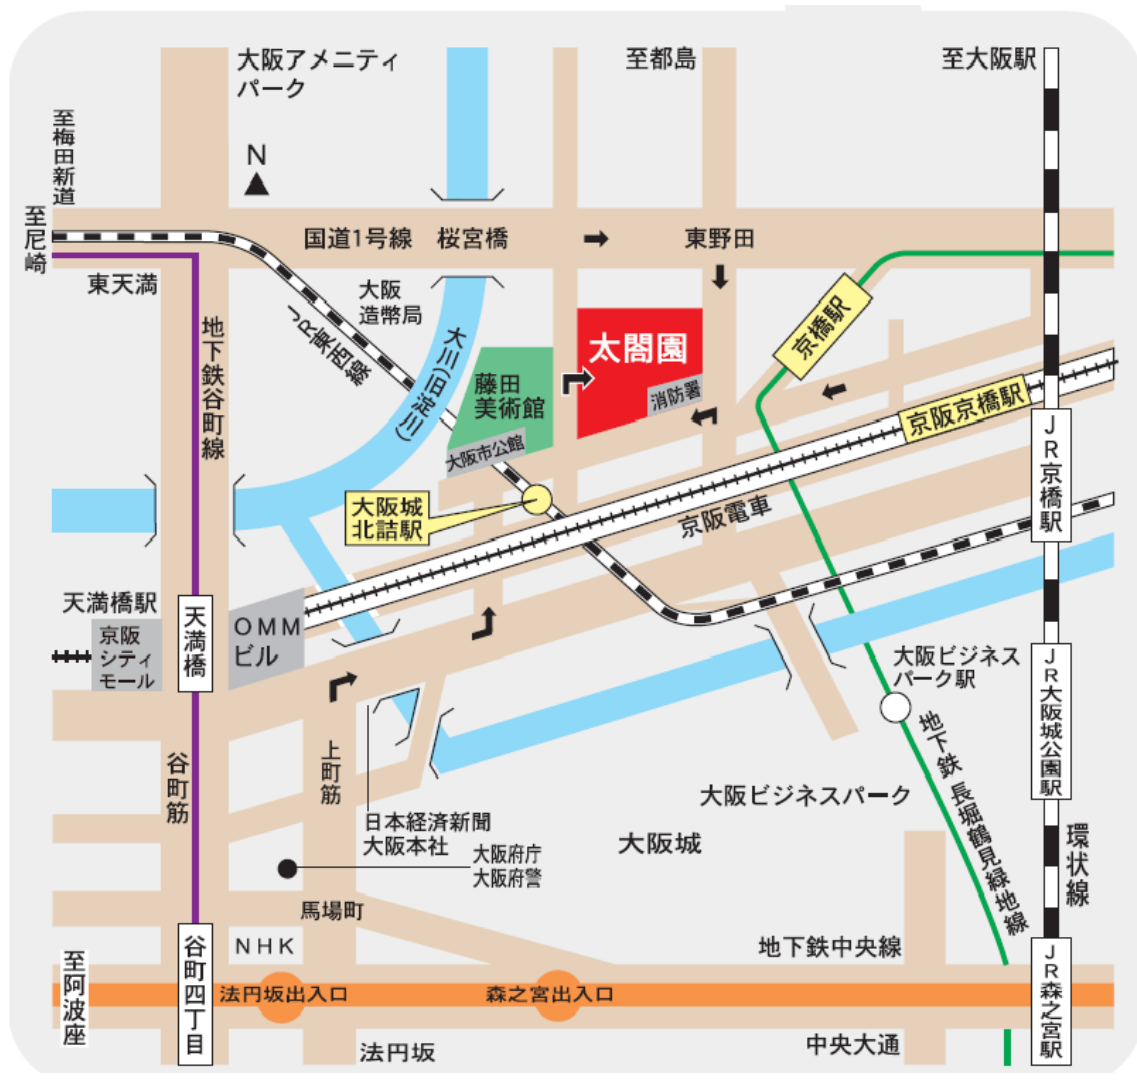 大阪アメニティ
パーク
至都島
至大阪駅
至梅田新道
N
至尼崎
国道1号線
桜宮橋
東野田
東天満
大阪
造幣局
JR東西線
大川(旧淀川)
地下鉄谷町線
京橋駅
太閤園
消防署
藤田
美術館
大阪市公館
京阪京橋駅
JR京橋駅
大阪城
北詰駅
京阪電車
天満橋駅
京阪
シティ
モール
天満橋
OMM
ビル
大阪ビジネス
パーク駅
JR大阪城公園駅
地下鉄 長堀鶴見緑地線
谷町筋
上町筋
大阪ビジネスパーク
日本経済新聞
大阪本社
大阪城
環状線
大阪府庁
大阪府警
馬場町
NHK
地下鉄中央線
至阿波座
谷町四丁目
法円坂出入口
森之宮出入口
JR森之宮駅
法円坂
中央大通